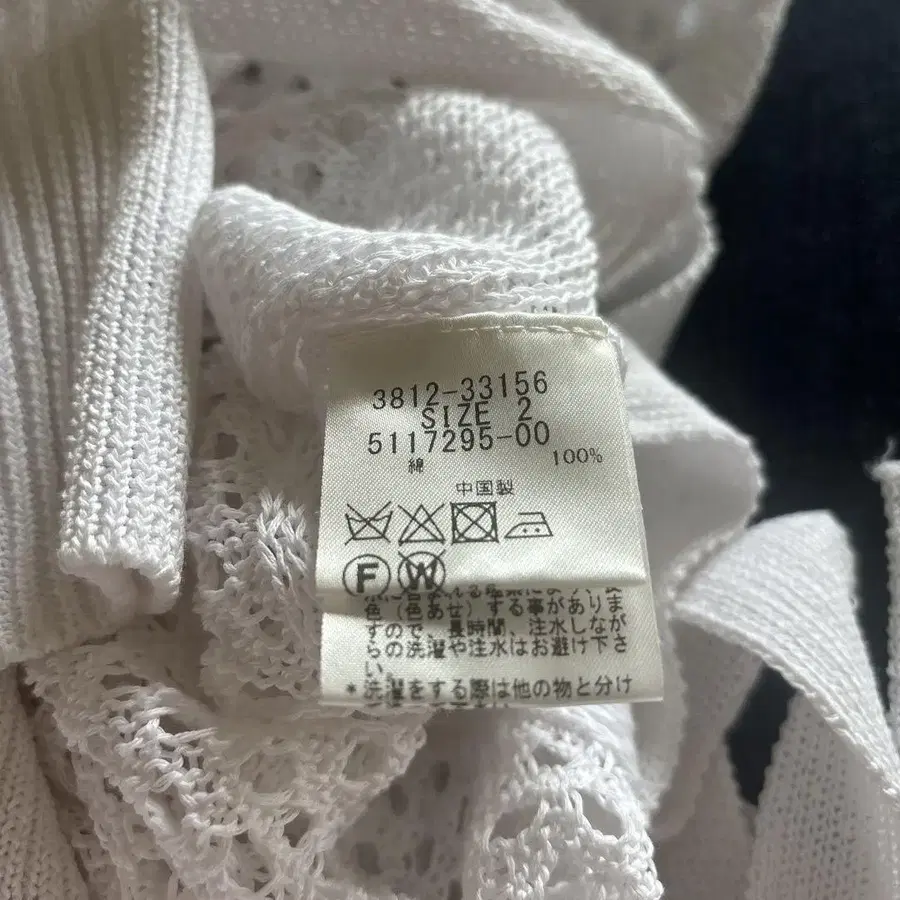 3812-33156
SIZE 2
5117295-00
綿 100%
中国製
F W
色(色あせ)する事がありま
すので、長時間、注水しなが
らの洗濯や注水はお避け下さ
い。
*洗濯をする際は他の物と分け